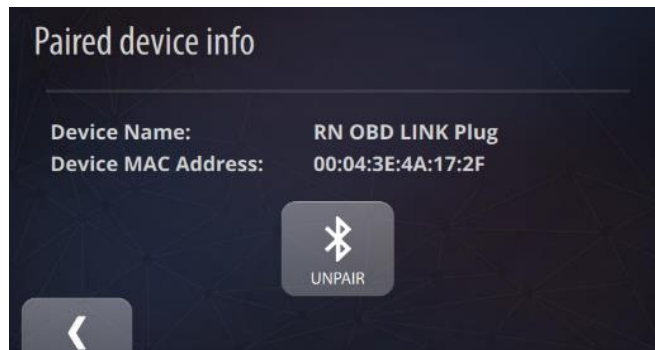 Paired device info
Device Name: RN OBD LINK Plug
Device MAC Address: 00:04:3E:4A:17:2F
UNPAIR